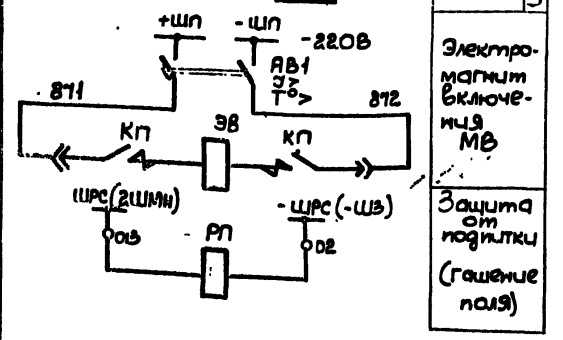 +ШП
-ШП
-220В
АВ1
I>
T°>
871
872
КП
ЭВ
КП
ШРС(2ШМН)
-ШРС(-ШЗ)
013
РП
02
Электро-
магнит
включе-
ния
МВ
Защита
от
подпитки
(гашение
поля)